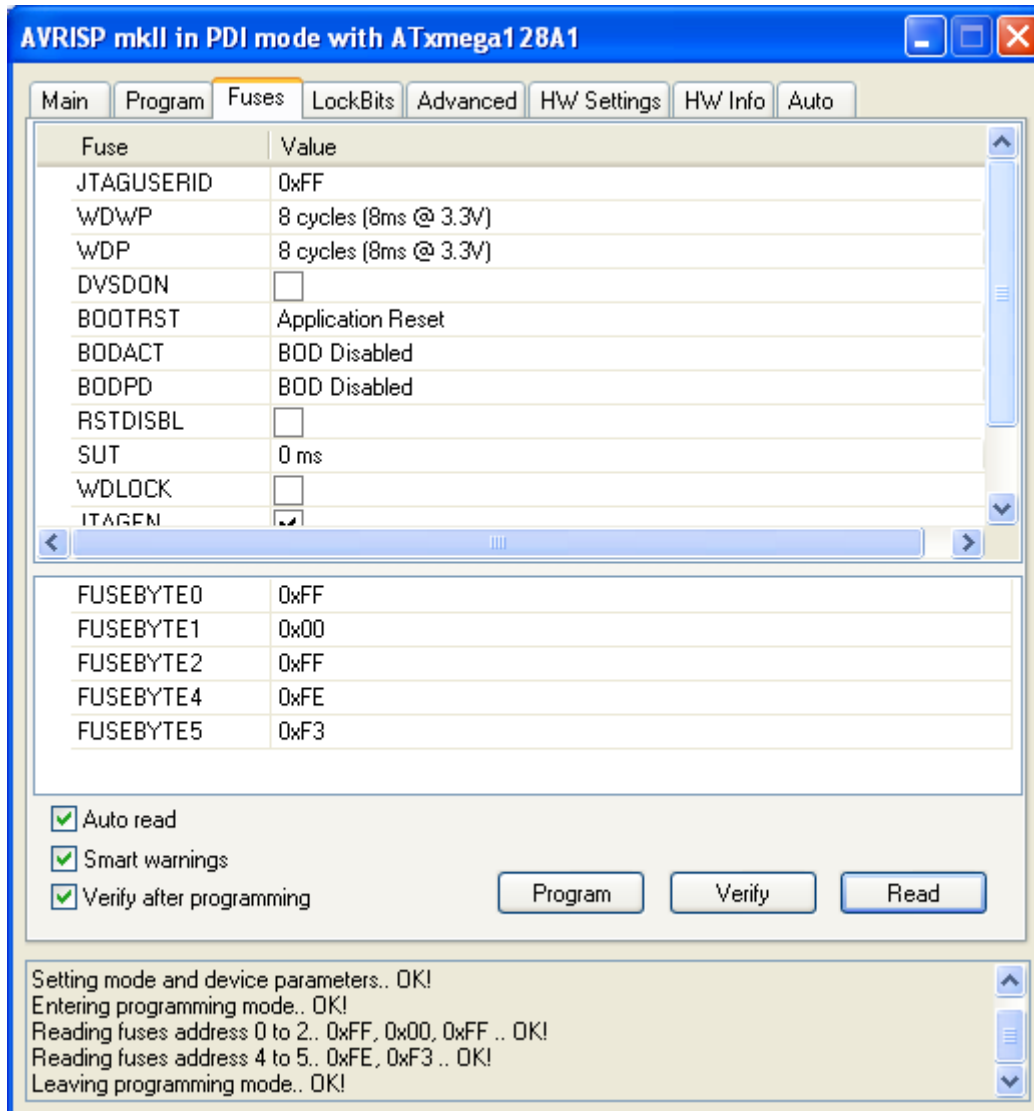 AVRISP mkII in PDI mode with ATxmega128A1
Main Program Fuses LockBits Advanced HW Settings HW Info Auto
Fuse Value
JTAGUSERID 0xFF
WDWP 8 cycles (8ms @ 3.3V)
WDP 8 cycles (8ms @ 3.3V)
DVSDON
BOOTRST Application Reset
BODACT BOD Disabled
BODPD BOD Disabled
RSTDISBL
SUT 0 ms
WDLOCK
JTAGEN
FUSEBYTE0 0xFF
FUSEBYTE1 0x00
FUSEBYTE2 0xFF
FUSEBYTE4 0xFE
FUSEBYTE5 0xF3
Auto read
Smart warnings
Verify after programming
Program Verify Read
Setting mode and device parameters.. OK!
Entering programming mode.. OK!
Reading fuses address 0 to 2.. 0xFF, 0x00, 0xFF .. OK!
Reading fuses address 4 to 5.. 0xFE, 0xF3 .. OK!
Leaving programming mode.. OK!